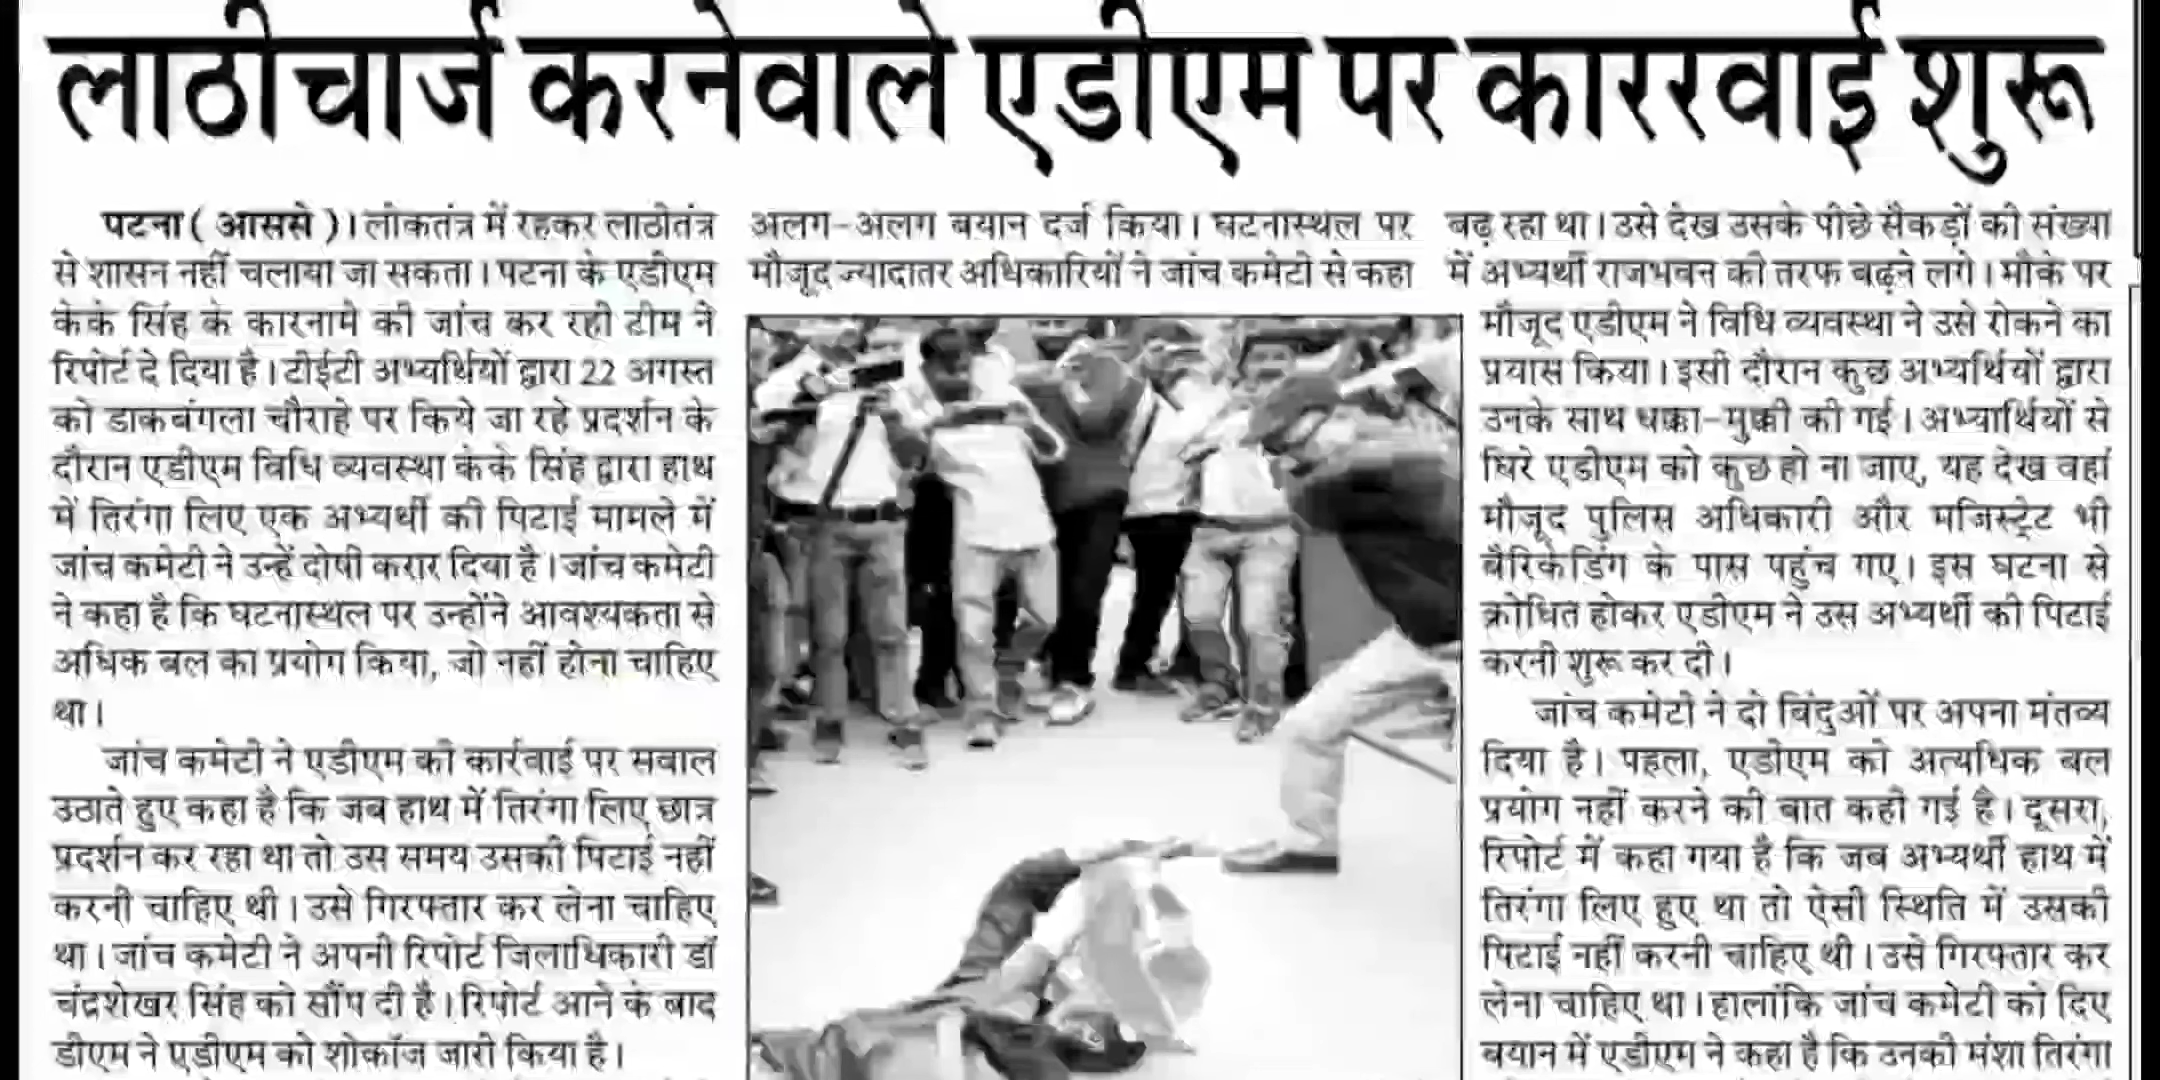 लाठीचार्ज करनेवाले एडीएम पर काररवाई शुरू
पटना ( आससे )। लोकतंत्र में रहकर लाठीतंत्र
से शासन नहीं चलाया जा सकता। पटना के एडीएम
केके सिंह के कारनामे की जांच कर रही टीम ने
रिपोर्ट दे दिया है। टीईटी अभ्यर्थियों द्वारा 22 अगस्त
को डाकबंगला चौराहे पर किये जा रहे प्रदर्शन के
दौरान एडीएम विधि व्यवस्था केके सिंह द्वारा हाथ
में तिरंगा लिए एक अभ्यर्थी की पिटाई मामले में
जांच कमेटी ने उन्हें दोषी करार दिया है। जांच कमेटी
ने कहा है कि घटनास्थल पर उन्होंने आवश्यकता से
अधिक बल का प्रयोग किया, जो नहीं होना चाहिए
था।
जांच कमेटी ने एडीएम की कार्रवाई पर सवाल
उठाते हुए कहा है कि जब हाथ में तिरंगा लिए छात्र
प्रदर्शन कर रहा था तो उस समय उसकी पिटाई नहीं
करनी चाहिए थी। उसे गिरफ्तार कर लेना चाहिए
था। जांच कमेटी ने अपनी रिपोर्ट जिलाधिकारी डॉ
चंद्रशेखर सिंह को सौंप दी है। रिपोर्ट आने के बाद
डीएम ने एडीएम को शोकॉज जारी किया है।
अलग-अलग बयान दर्ज किया। घटनास्थल पर
मौजूद ज्यादातर अधिकारियों ने जांच कमेटी से कहा
बढ़ रहा था। उसे देख उसके पीछे सैकड़ों की संख्या
में अभ्यर्थी राजभवन की तरफ बढ़ने लगे। मौके पर
मौजूद एडीएम ने विधि व्यवस्था ने उसे रोकने का
प्रयास किया। इसी दौरान कुछ अभ्यर्थियों द्वारा
उनके साथ धक्का-मुक्की की गई। अभ्यार्थियों से
घिरे एडीएम को कुछ हो ना जाए, यह देख वहां
मौजूद पुलिस अधिकारी और मजिस्ट्रेट भी
बैरिकेडिंग के पास पहुंच गए। इस घटना से
क्रोधित होकर एडीएम ने उस अभ्यर्थी की पिटाई
करनी शुरू कर दी।
जांच कमेटी ने दो बिंदुओं पर अपना मंतव्य
दिया है। पहला, एडीएम को अत्यधिक बल
प्रयोग नहीं करने की बात कही गई है। दूसरा,
रिपोर्ट में कहा गया है कि जब अभ्यर्थी हाथ में
तिरंगा लिए हुए था तो ऐसी स्थिति में उसकी
पिटाई नहीं करनी चाहिए थी। उसे गिरफ्तार कर
लेना चाहिए था। हालांकि जांच कमेटी को दिए
बयान में एडीएम ने कहा है कि उनकी मंशा तिरंगा